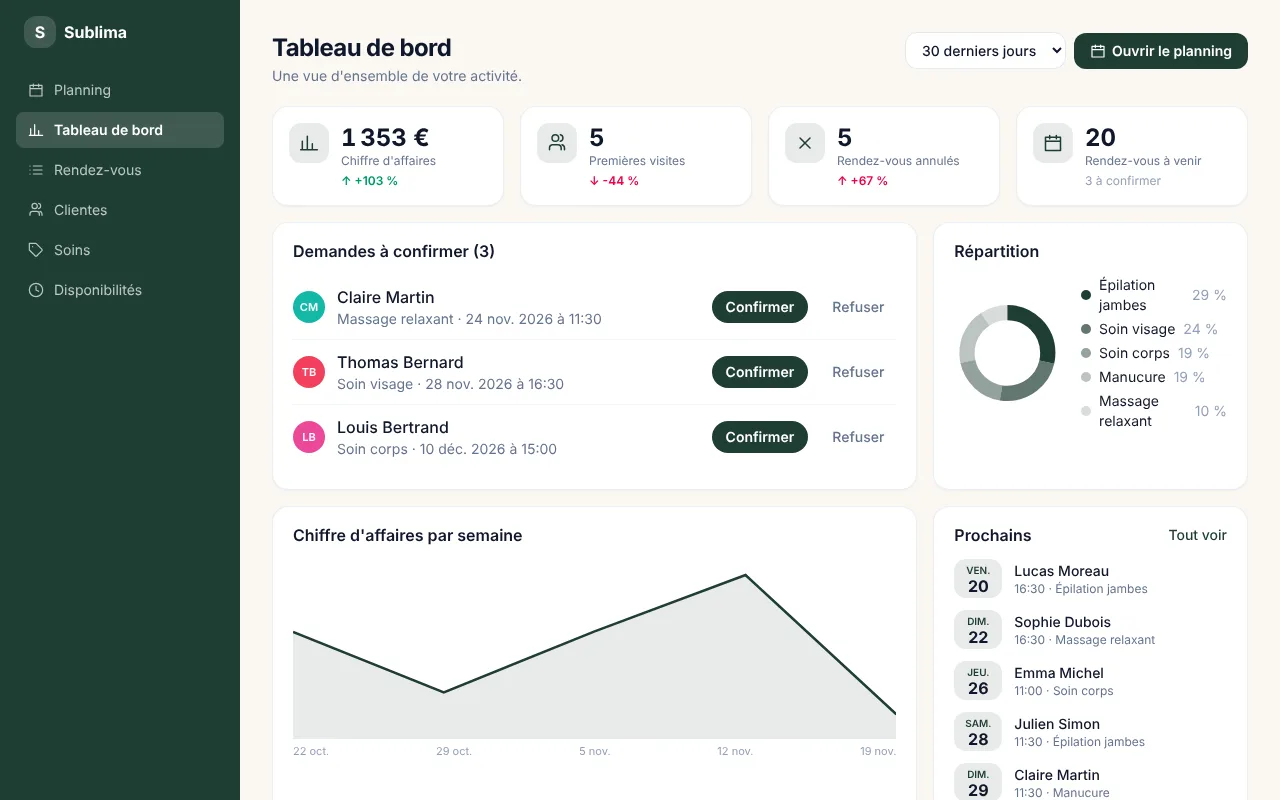 S Sublima
Planning
Tableau de bord
Rendez-vous
Clientes
Soins
Disponibilités
Tableau de bord
Une vue d'ensemble de votre activité.
30 derniers jours
Ouvrir le planning
1 353 €
Chiffre d'affaires
↑ +103 %
5
Premières visites
↓ -44 %
5
Rendez-vous annulés
↑ +67 %
20
Rendez-vous à venir
3 à confirmer
Demandes à confirmer (3)
CM
Claire Martin
Massage relaxant · 24 nov. 2026 à 11:30
Confirmer
Refuser
TB
Thomas Bernard
Soin visage · 28 nov. 2026 à 16:30
Confirmer
Refuser
LB
Louis Bertrand
Soin corps · 10 déc. 2026 à 15:00
Confirmer
Refuser
Répartition
Épilation
jambes
29 %
Soin visage 24 %
Soin corps 19 %
Manucure 19 %
Massage
relaxant
10 %
Chiffre d'affaires par semaine
22 oct.
29 oct.
5 nov.
12 nov.
19 nov.
Prochains
Tout voir
VEN.
20
Lucas Moreau
16:30 · Épilation jambes
DIM.
22
Sophie Dubois
16:30 · Massage relaxant
JEU.
26
Emma Michel
11:00 · Soin corps
SAM.
28
Julien Simon
11:30 · Épilation jambes
DIM.
29
Claire Martin
11:30 · Manucure